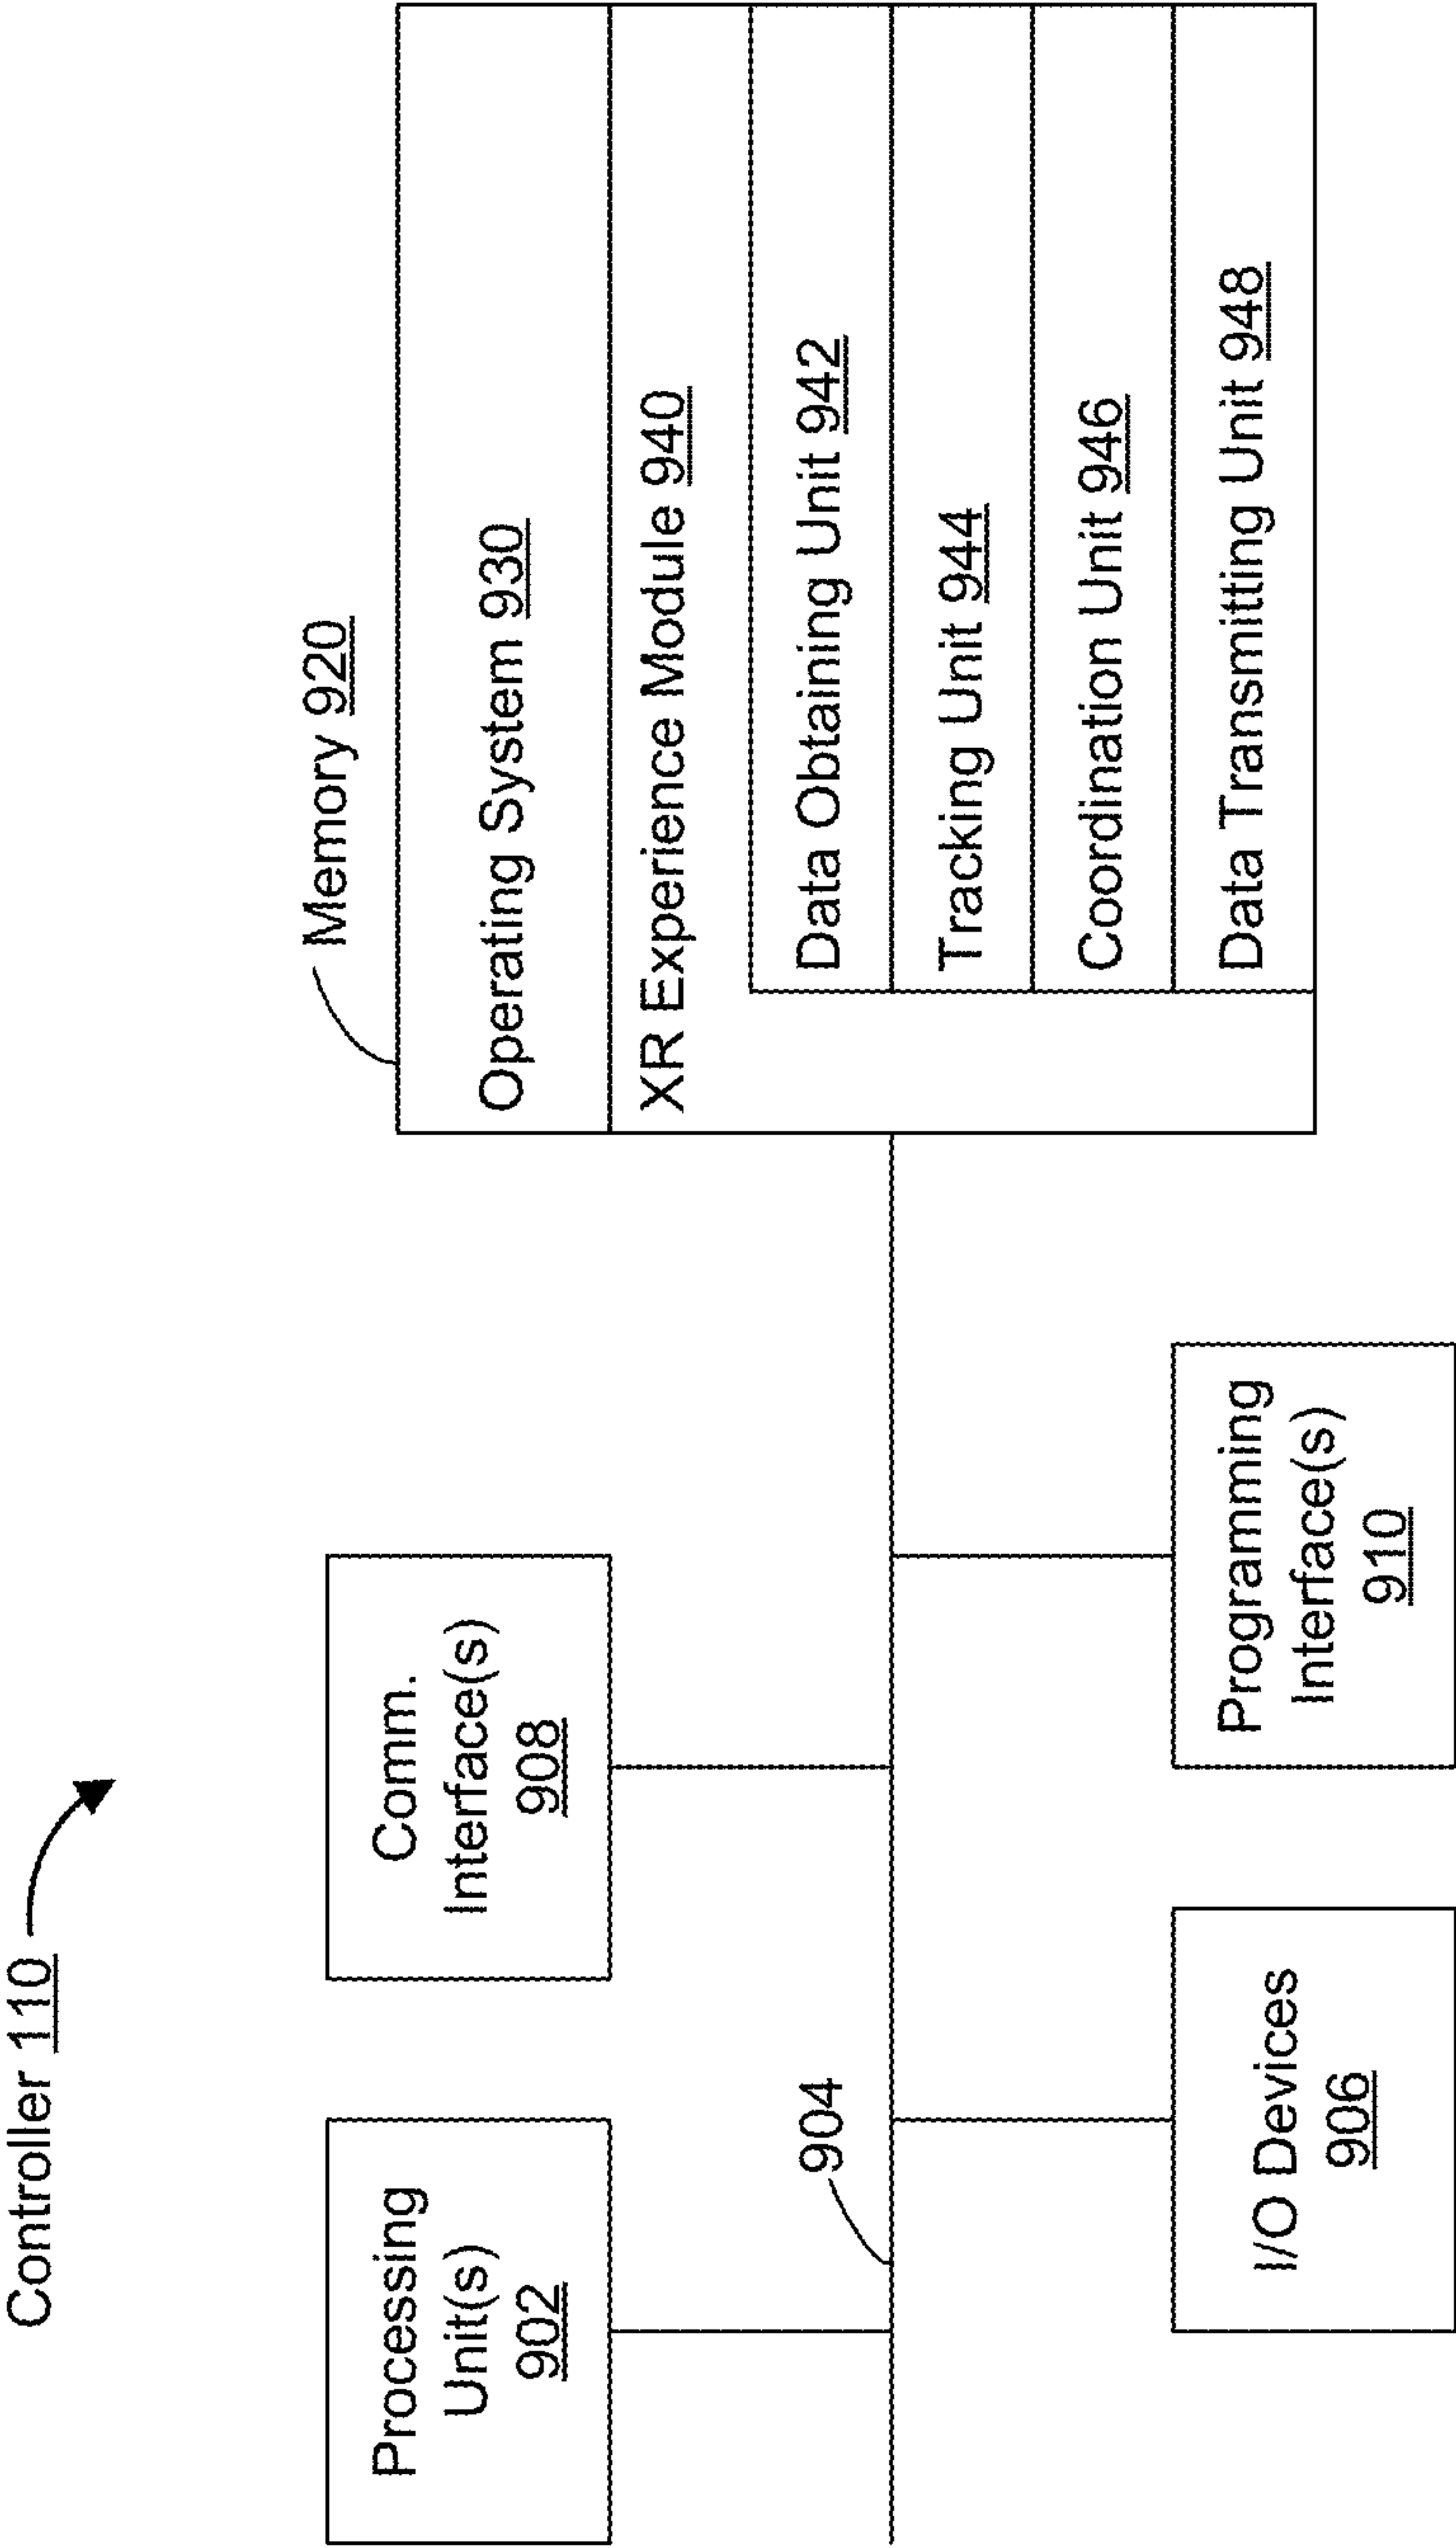 Controller 110
Memory 920
Processing
Unit(s)
902
Comm.
Interface(s)
908
Operating System 930
XR Experience Module 940
Data Obtaining Unit 942
Tracking Unit 944
Coordination Unit 946
Data Transmitting Unit 948
904
I/O Devices
906
Programming
Interface(s)
910